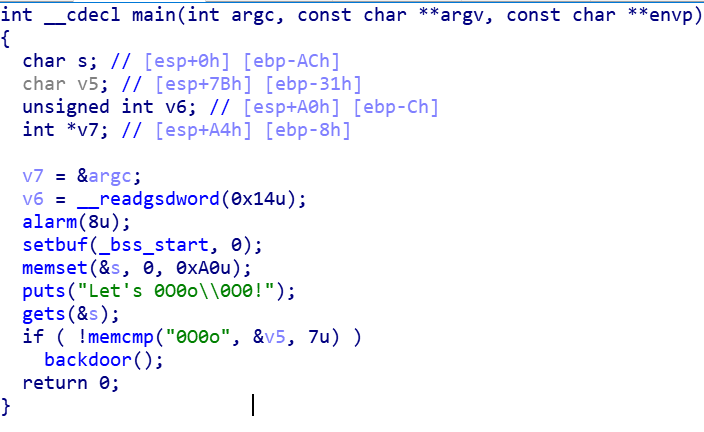 int __cdecl main(int argc, const char **argv, const char **envp)
{
  char s; // [esp+0h] [ebp-ACh]
  char v5; // [esp+7Bh] [ebp-31h]
  unsigned int v6; // [esp+A0h] [ebp-Ch]
  int *v7; // [esp+A4h] [ebp-8h]

  v7 = &argc;
  v6 = __readgsdword(0x14u);
  alarm(8u);
  setbuf(_bss_start, 0);
  memset(&s, 0, 0xA0u);
  puts("Let's 0O0o\\0O0!");
  gets(&s);
  if ( !memcmp("0O0o", &v5, 7u) )
    backdoor();
  return 0;
}